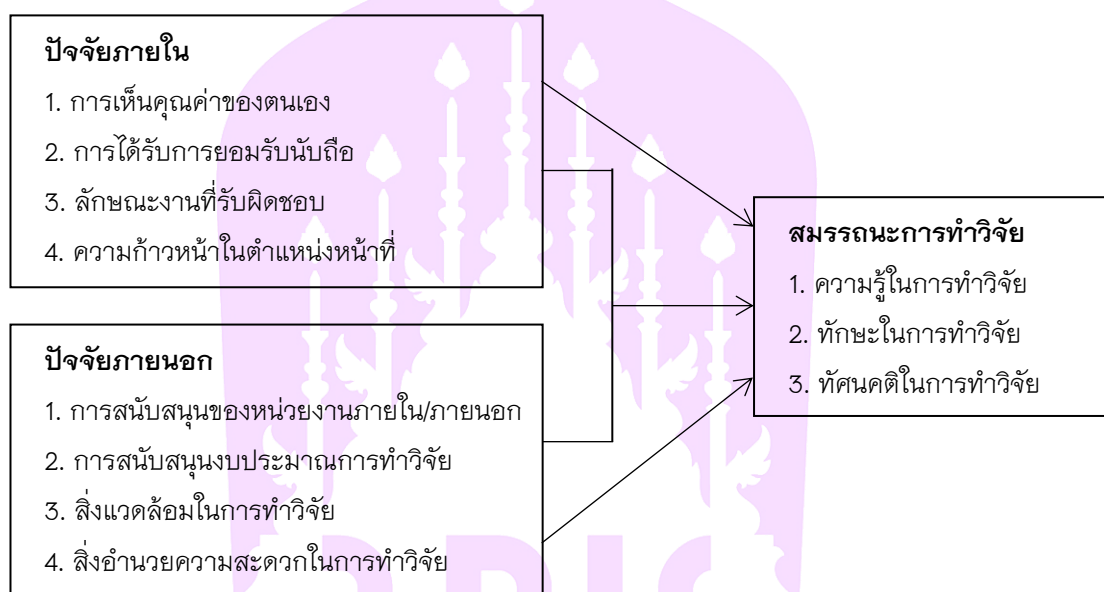 ปัจจัยภายใน
1. การเห็นคุณค่าของตนเอง
2. การได้รับการยอมรับนับถือ
3. ลักษณะงานที่รับผิดชอบ
4. ความก้าวหน้าในตำแหน่งหน้าที่
ปัจจัยภายนอก
1. การสนับสนุนของหน่วยงานภายใน/ภายนอก
2. การสนับสนุนงบประมาณการทำวิจัย
3. สิ่งแวดล้อมในการทำวิจัย
4. สิ่งอำนวยความสะดวกในการทำวิจัย
สมรรถนะการทำวิจัย
1. ความรู้ในการทำวิจัย
2. ทักษะในการทำวิจัย
3. ทัศนคติในการทำวิจัย